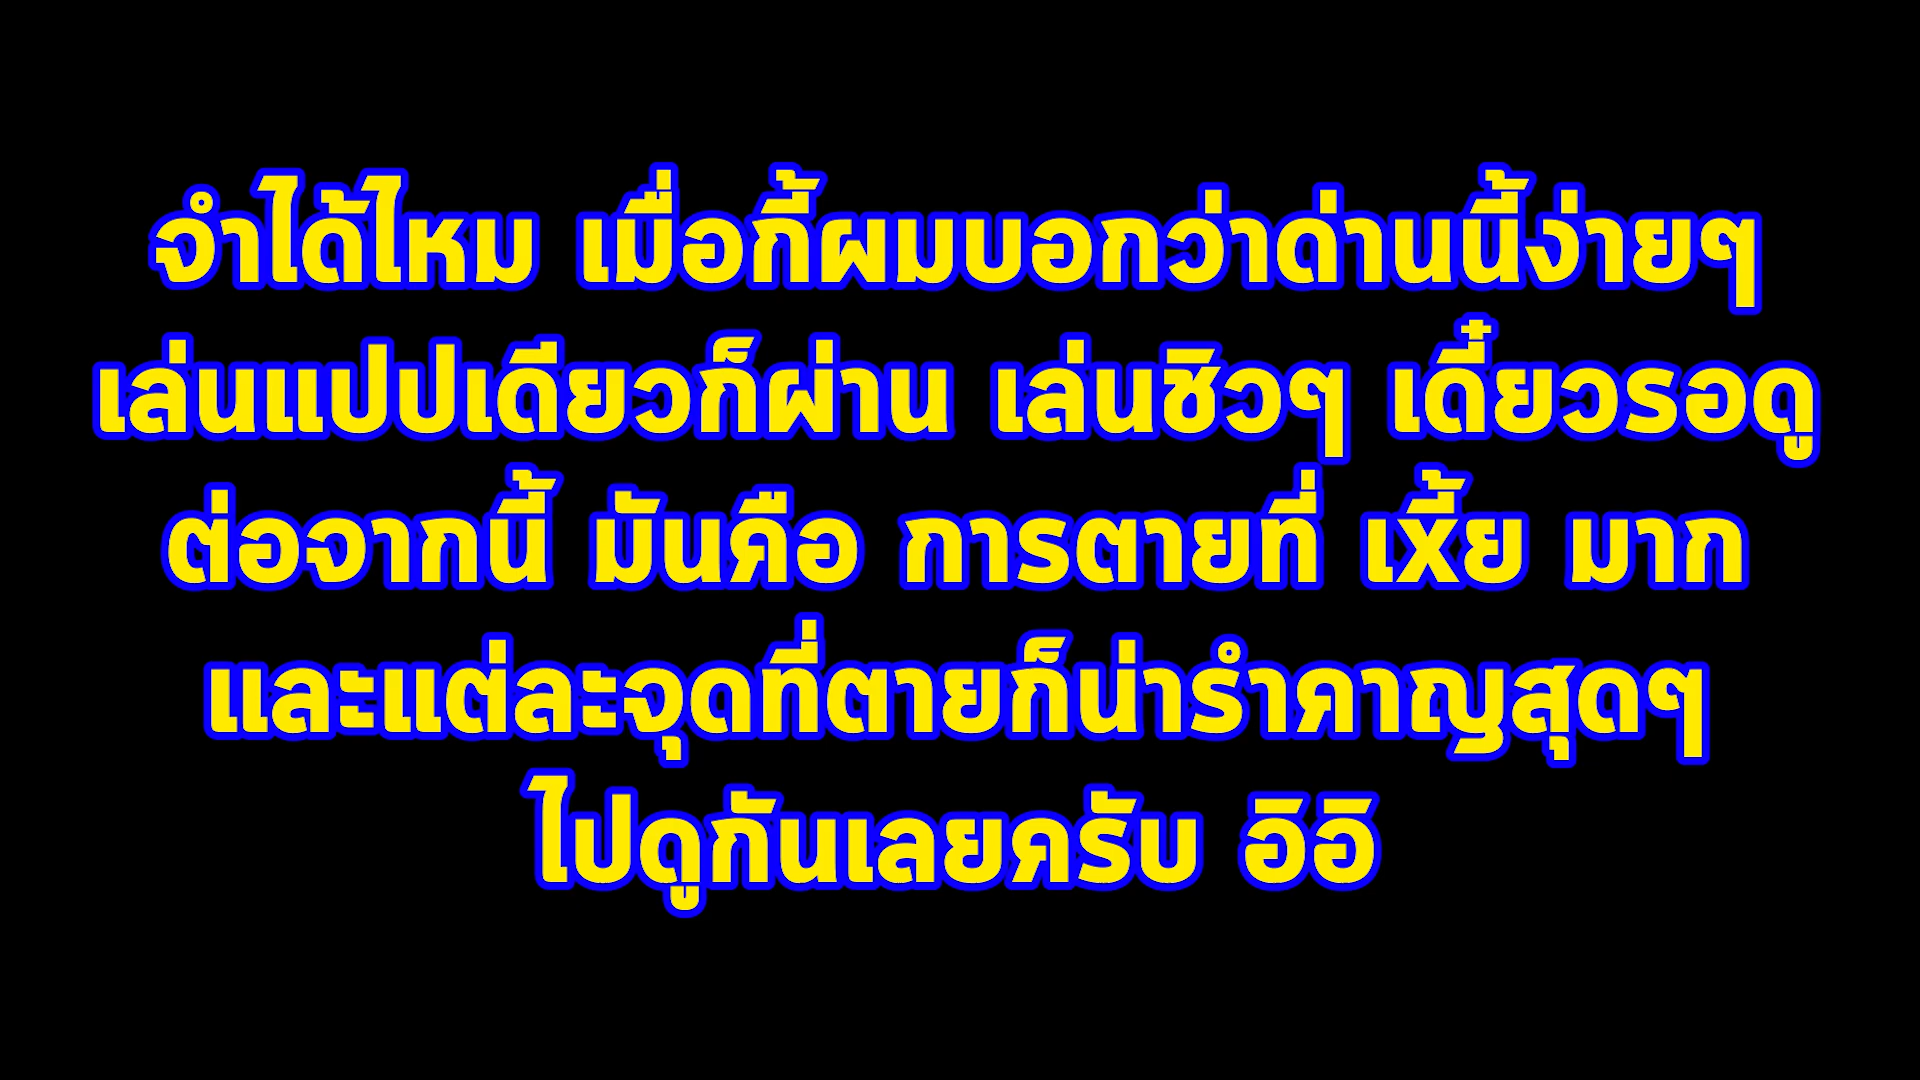 จำได้ไหม เมื่อกี้ผมบอกว่าด่านนี้ง่ายๆ
เล่นแปปเดียวก็ผ่าน เล่นชิวๆ เดี๋ยวรอดู
ต่อจากนี้ มันคือ การตายที่ เxี้ย มาก
และแต่ละจุดที่ตายก็น่ารำคาญสุดๆ
ไปดูกันเลยครับ อิอิ